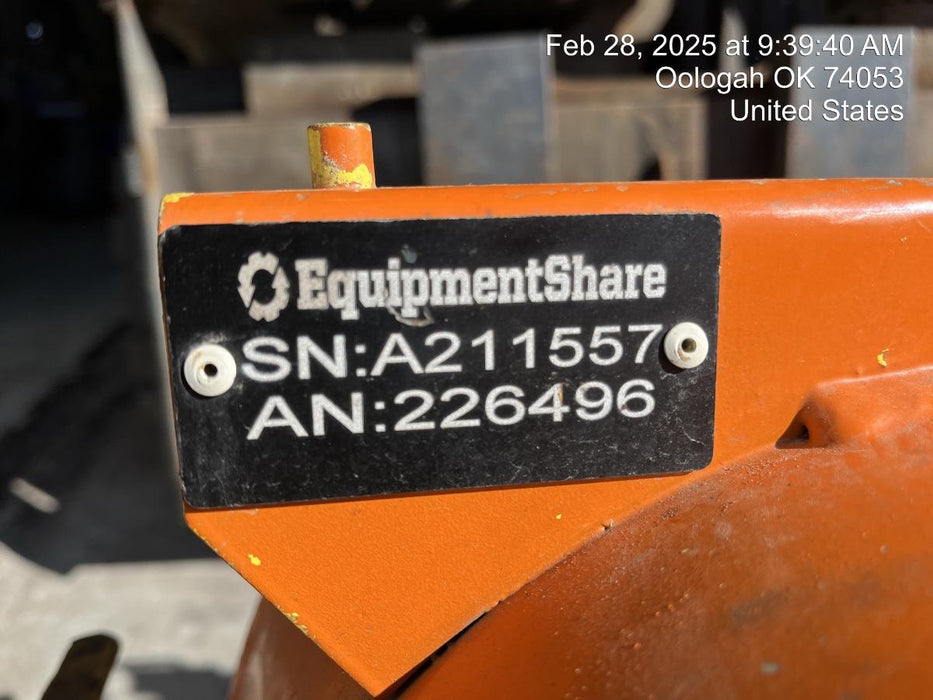 Feb 28, 2025 at 9:39:40 AM
Oologah OK 74053
United States
EquipmentShare
SN:A211557
AN:226496